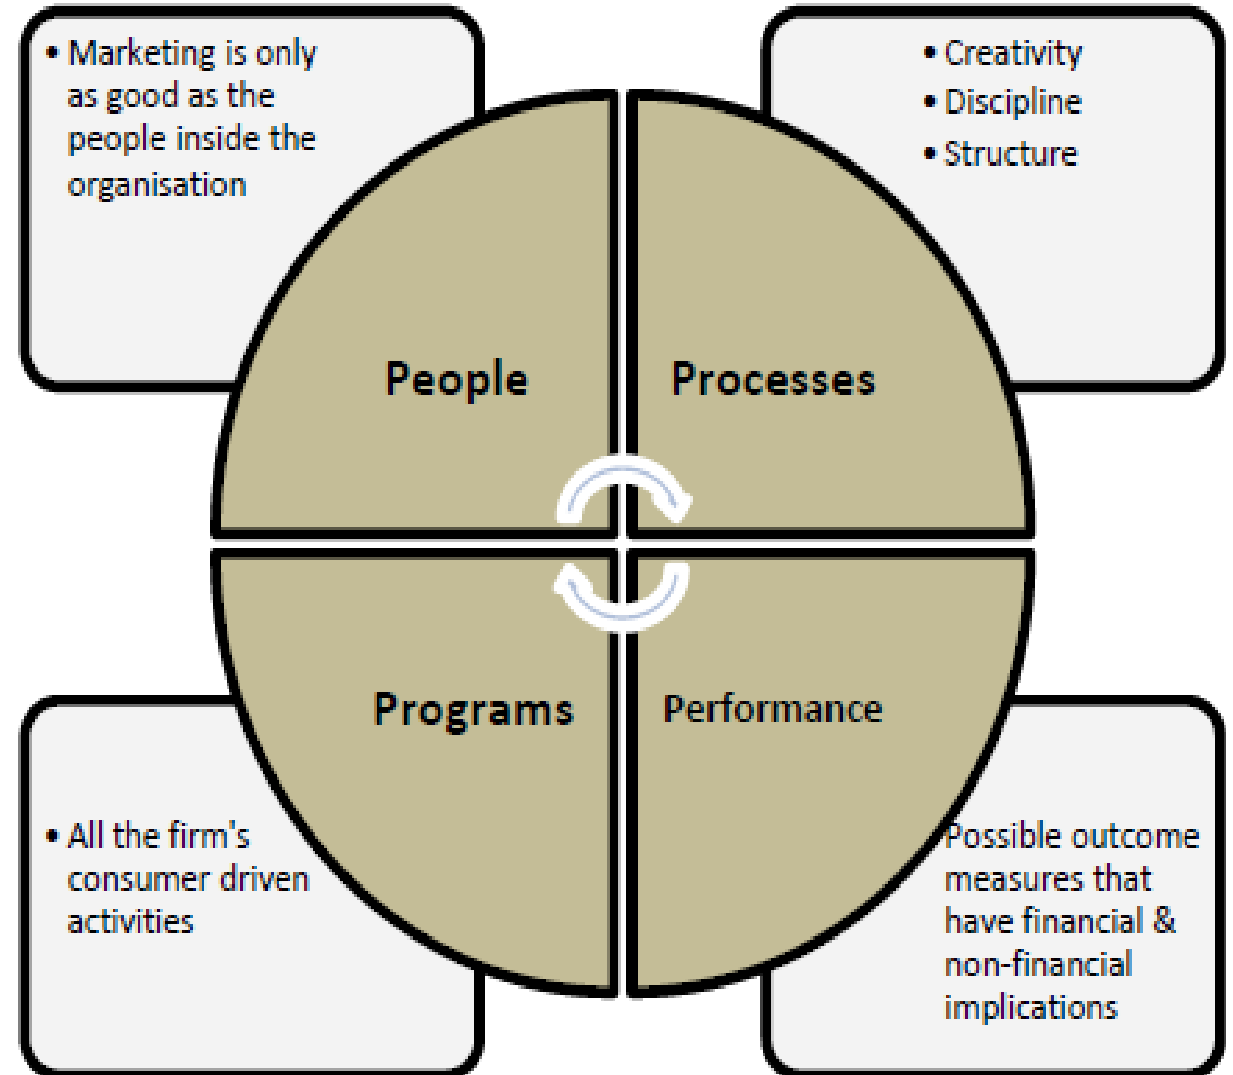 • Marketing is only
as good as the
people inside the
organisation
• Creativity
• Discipline
• Structure
People
Processes
Programs
Performance
• All the firm's
consumer driven
activities
Possible outcome
measures that
have financial &
non-financial
implications